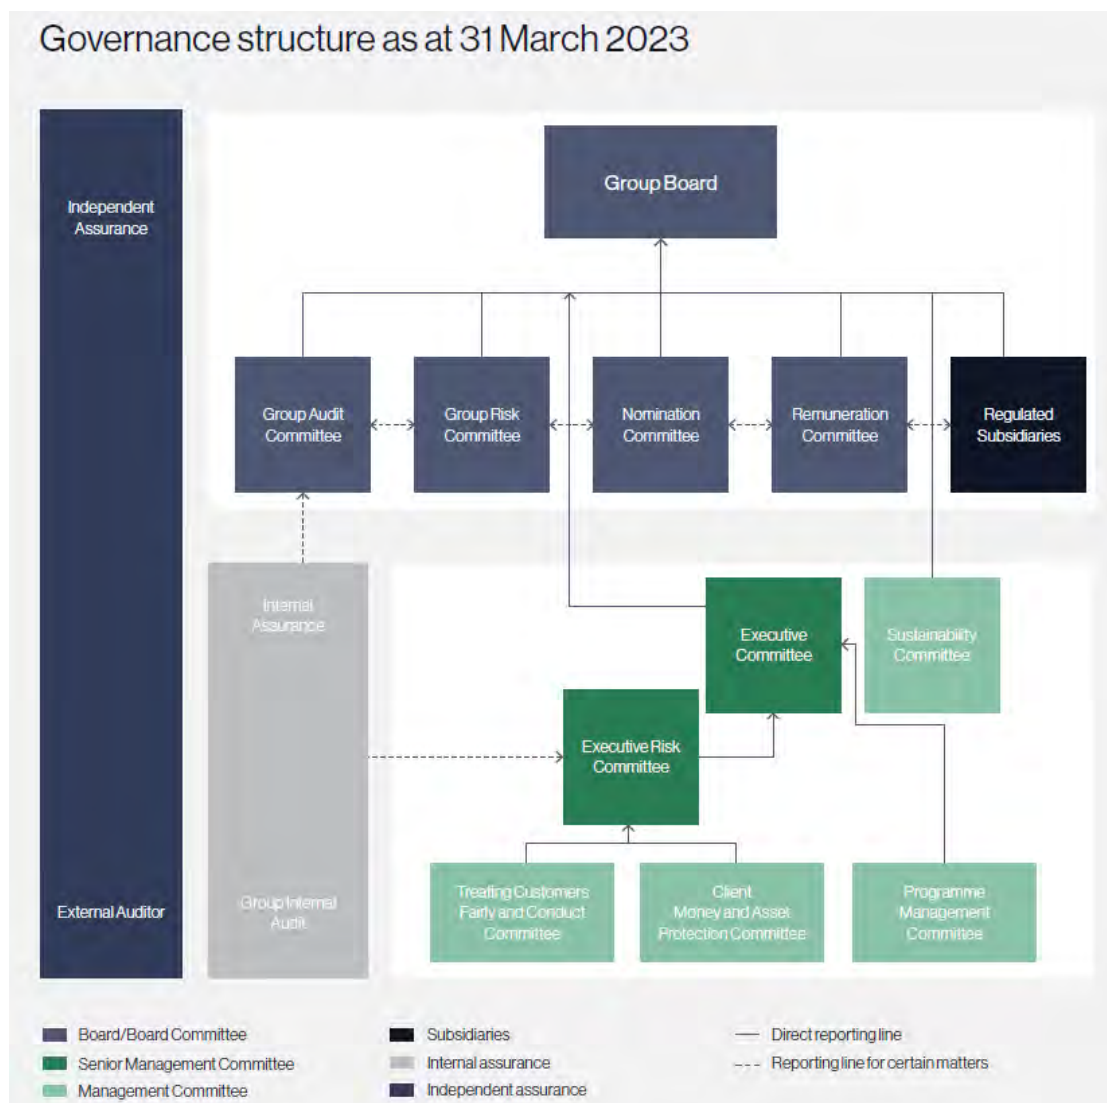 Governance structure as at 31 March 2023
Independent
Assurance
Group Board
Group Audit
Committee
Group Risk
Committee
Nomination
Committee
Remuneration
Committee
Regulated
Subsidiaries
Internal
Assurance
Executive
Committee
Sustainability
Committee
Executive Risk
Committee
External Auditor
Group Internal
Audit
Treating Customers
Fairly and Conduct
Committee
Client
Money and Asset
Protection Committee
Programme
Management
Committee
Board/Board Committee
Senior Management Committee
Management Committee
Subsidiaries
Internal assurance
Independent assurance
Direct reporting line
Reporting line for certain matters